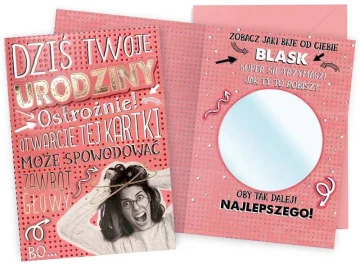 DZIŚ TWOJE
URODZINY
Ostrożnie!
OTWARCIE TEJ KARTKI
MOŻE SPOWODOWAĆ
ZAWRÓT
GŁOWY
BO...
ZOBACZ JAKI BIJE OD CIEBIE
BLASK
SUPER SIĘ TRZYMASZ!
JAK TY TO ROBISZ?
OBY TAK DALEJ!
NAJLEPSZEGO!